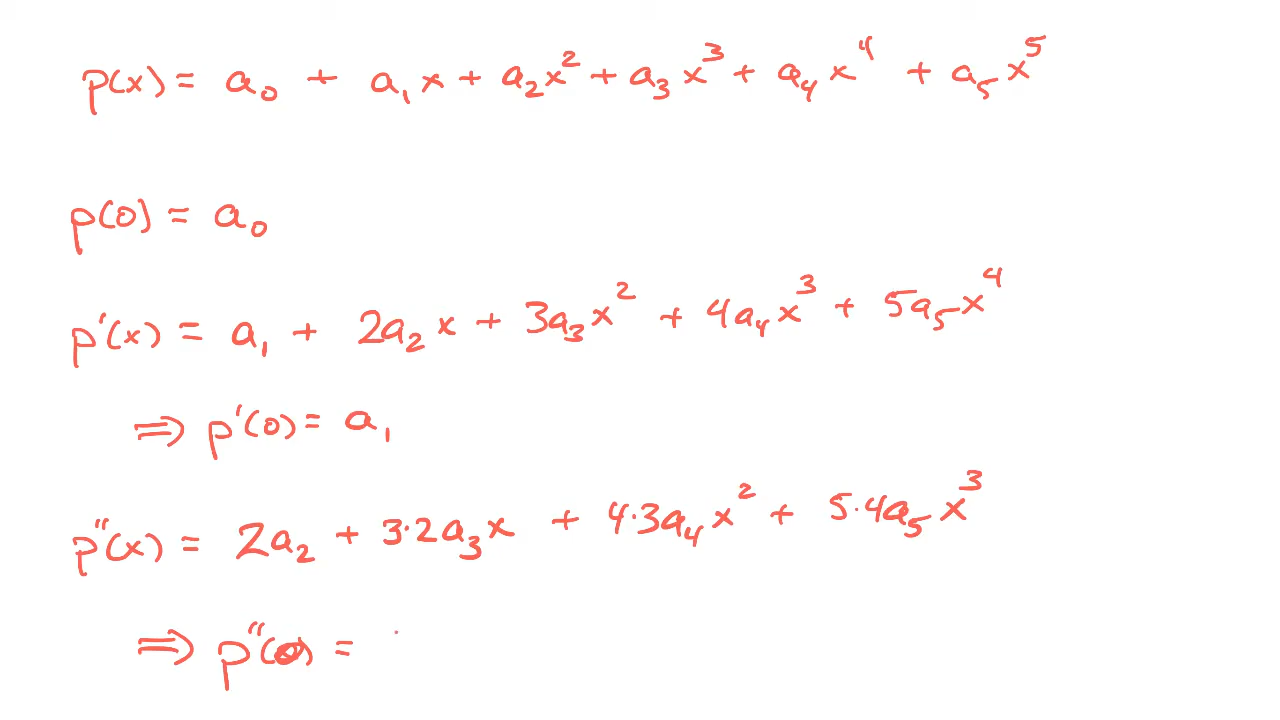 p(x) = a₀ + a₁x + a₂x² + a₃x³ + a₄x⁴ + a₅x⁵
p(0) = a₀
p'(x) = a₁ + 2a₂x + 3a₃x² + 4a₄x³ + 5a₅x⁴
⟹ p'(0) = a₁
p''(x) = 2a₂ + 3·2a₃x + 4·3a₄x² + 5·4a₅x³
⟹ p''(0) =